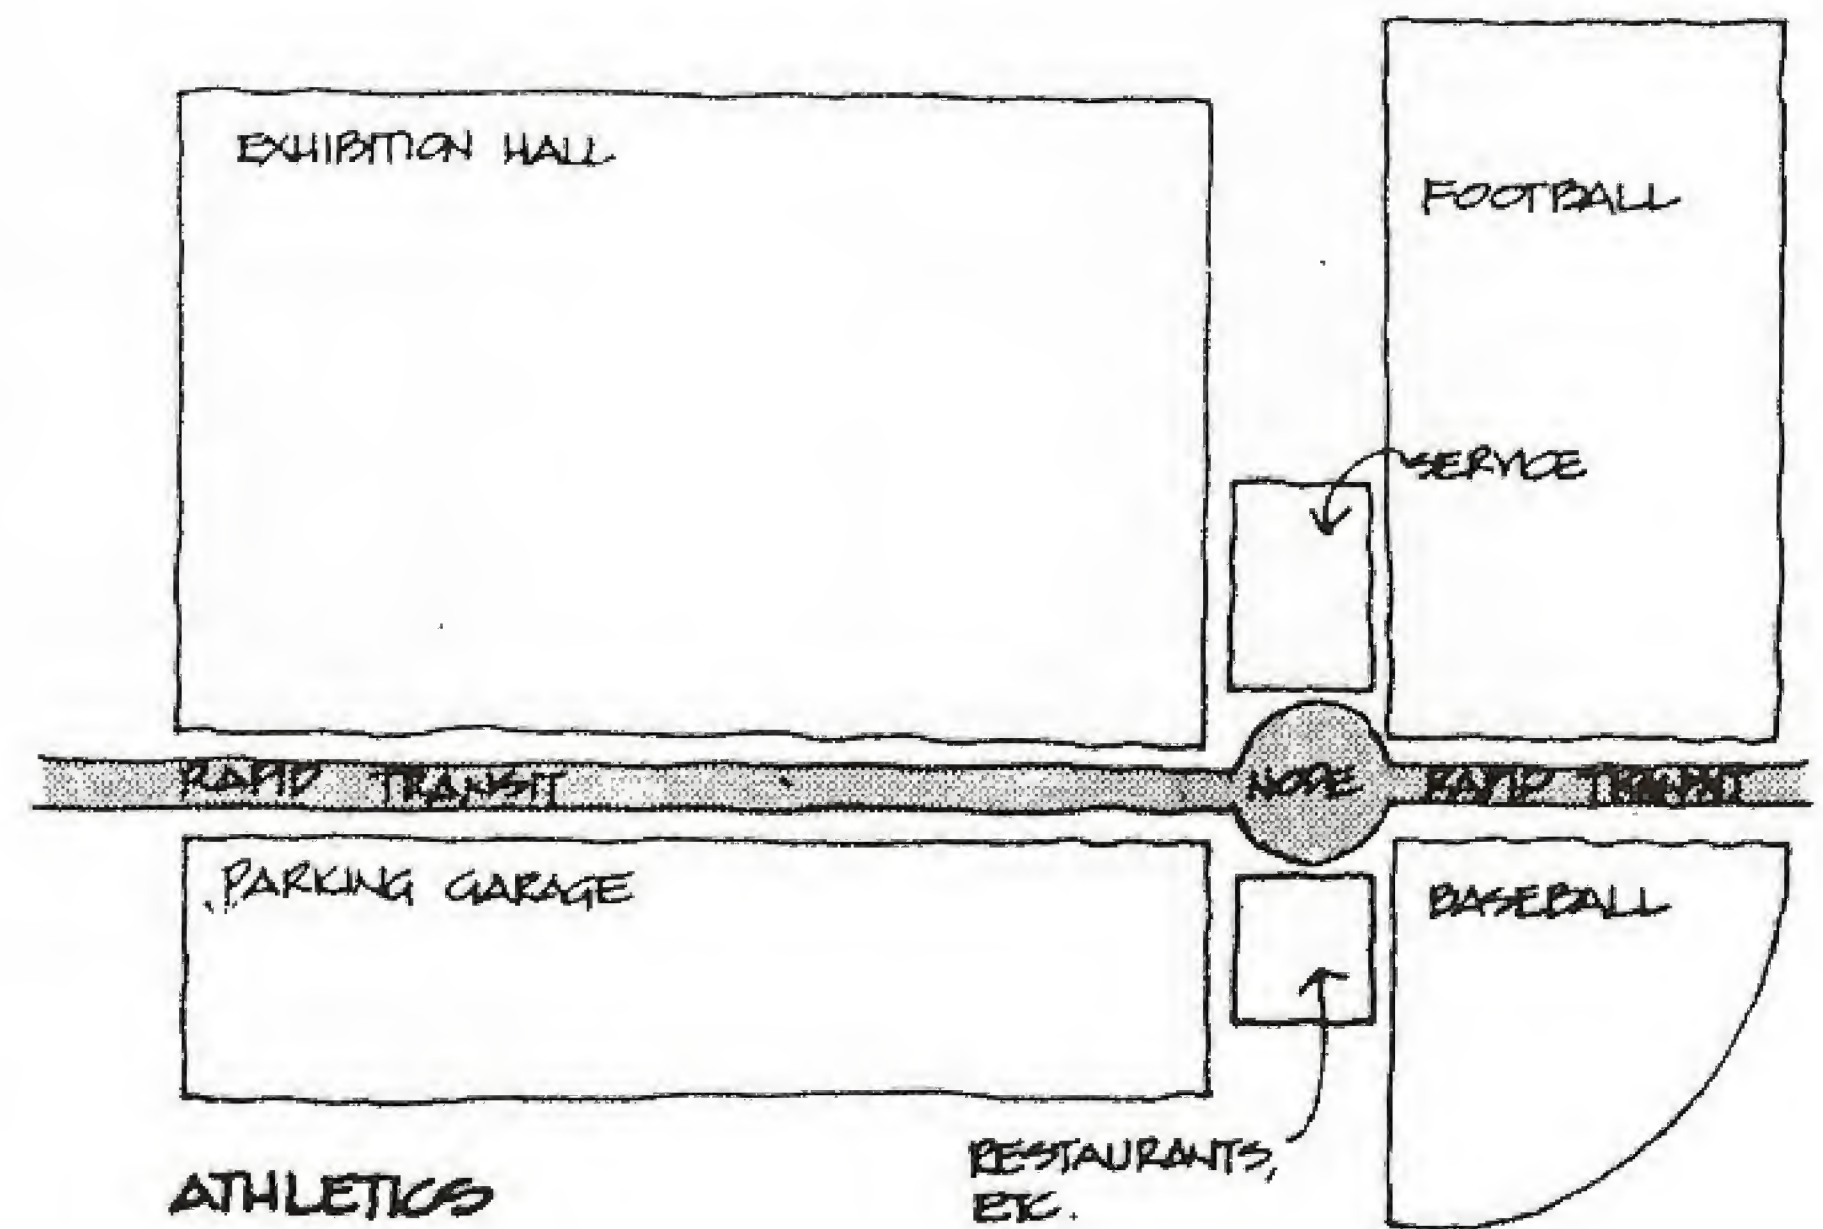 EXHIBITION HALL
FOOTBALL
SERVICE
RAPID TRANSIT
NODE
RAPID TRANSIT
PARKING GARAGE
BASEBALL
RESTAURANTS,
ETC.
ATHLETICS